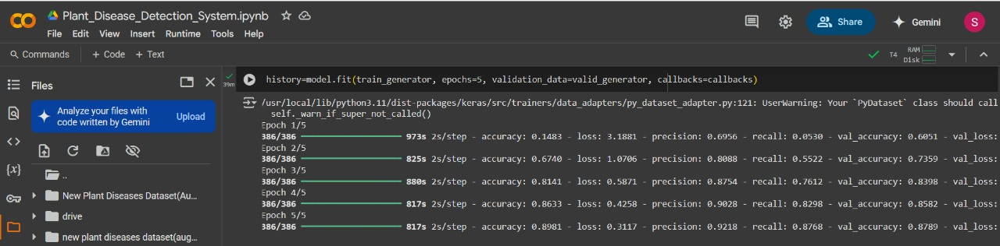 Plant_Disease_Detection_System.ipynb
File Edit View Insert Runtime Tools Help
Share
Gemini
S
Commands + Code + Text
T4 RAM
Disk
Files
Analyze your files with
code written by Gemini
Upload
{x}
..
New Plant Diseases Dataset(Au...
drive
new plant diseases dataset(aug...
39m
history=model.fit(train_generator, epochs=5, validation_data=valid_generator, callbacks=callbacks)
/usr/local/lib/python3.11/dist-packages/keras/src/trainers/data_adapters/py_dataset_adapter.py:121: UserWarning: Your `PyDataset` class should call
self._warn_if_super_not_called()
Epoch 1/5
386/386 973s 2s/step - accuracy: 0.1483 - loss: 3.1881 - precision: 0.6956 - recall: 0.0530 - val_accuracy: 0.6051 - val_loss:
Epoch 2/5
386/386 825s 2s/step - accuracy: 0.6740 - loss: 1.0706 - precision: 0.8088 - recall: 0.5522 - val_accuracy: 0.7359 - val_loss:
Epoch 3/5
386/386 880s 2s/step - accuracy: 0.8141 - loss: 0.5871 - precision: 0.8754 - recall: 0.7612 - val_accuracy: 0.8398 - val_loss:
Epoch 4/5
386/386 817s 2s/step - accuracy: 0.8633 - loss: 0.4258 - precision: 0.9028 - recall: 0.8298 - val_accuracy: 0.8582 - val_loss:
Epoch 5/5
386/386 817s 2s/step - accuracy: 0.8981 - loss: 0.3117 - precision: 0.9218 - recall: 0.8768 - val_accuracy: 0.8789 - val_loss: